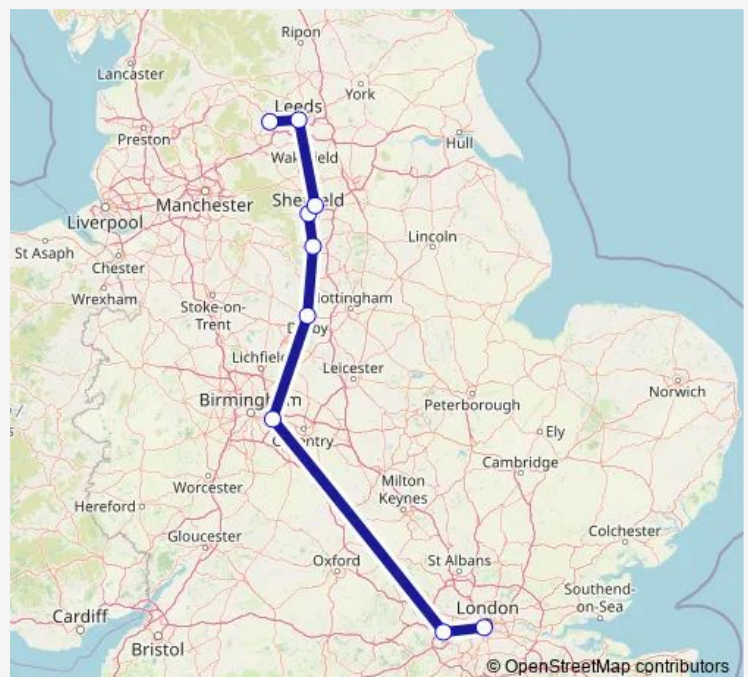 Ripon
Lancaster
York
Leeds
Preston
Hull
Manchester
Liverpool
Lincoln
St Asaph
Chester
Wrexham
Stoke-on-
Trent
Lichfield
Leicester
Norwich
Peterborough
Ely
Cambridge
Worcester
Milton
Keynes
Hereford
Gloucester
Colchester
Oxford
St Albans
Southend-
on-Sea
London
Cardiff
Bristol
© OpenStreetMap contributors